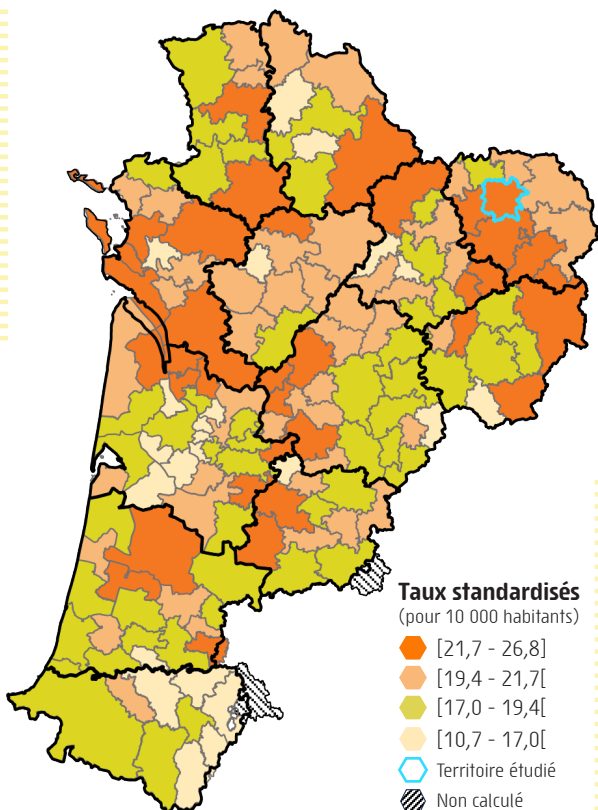 Taux standardisés
(pour 10 000 habitants)
[21,7 - 26,8]
[19,4 - 21,7[
[17,0 - 19,4[
[10,7 - 17,0[
Territoire étudié
Non calculé